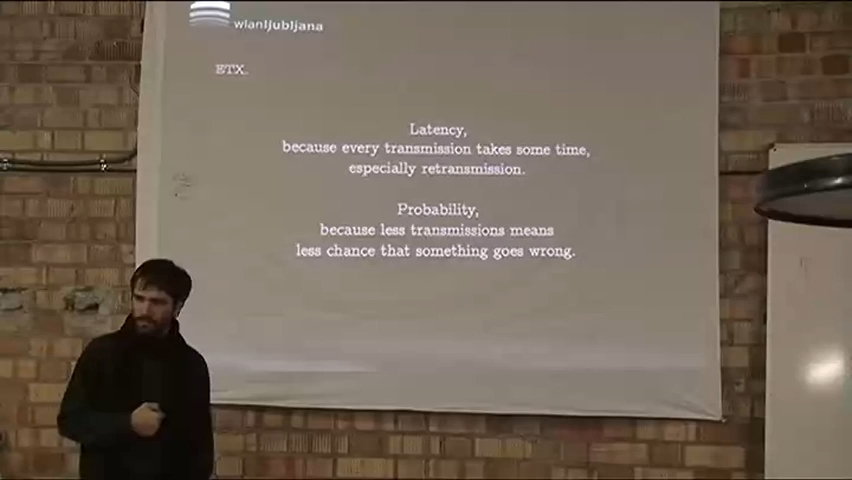 wlanljubljana
ETX.
Latency,
because every transmission takes some time,
especially retransmission.
Probability,
because less transmissions means
less chance that something goes wrong.